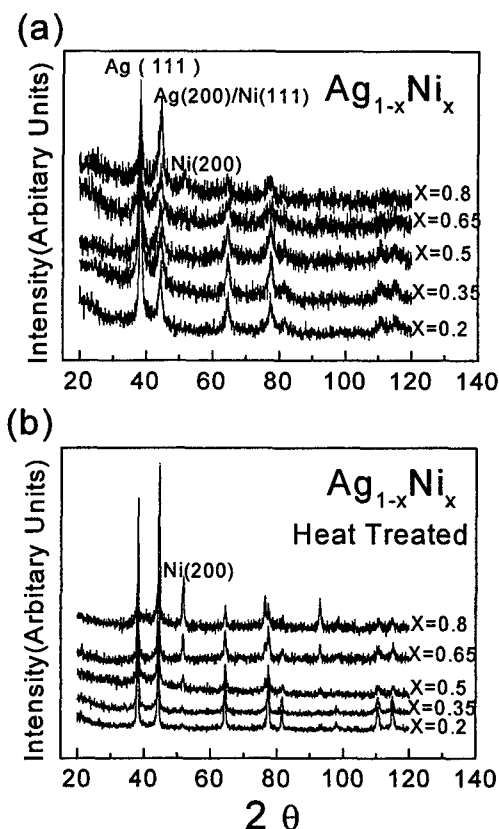 (a)
Ag ( 111 )
Ag(200)/Ni(111)
Ag₁₋ₓNiₓ
Ni(200)
X=0.8
X=0.65
X=0.5
X=0.35
X=0.2
Intensity(Arbitary Units)
20 40 60 80 100 120
(b)
Ag₁₋ₓNiₓ
Heat Treated
Ni(200)
X=0.8
X=0.65
X=0.5
X=0.35
X=0.2
Intensity(Arbitary Units)
20 40 60 80 100 120
2 θ